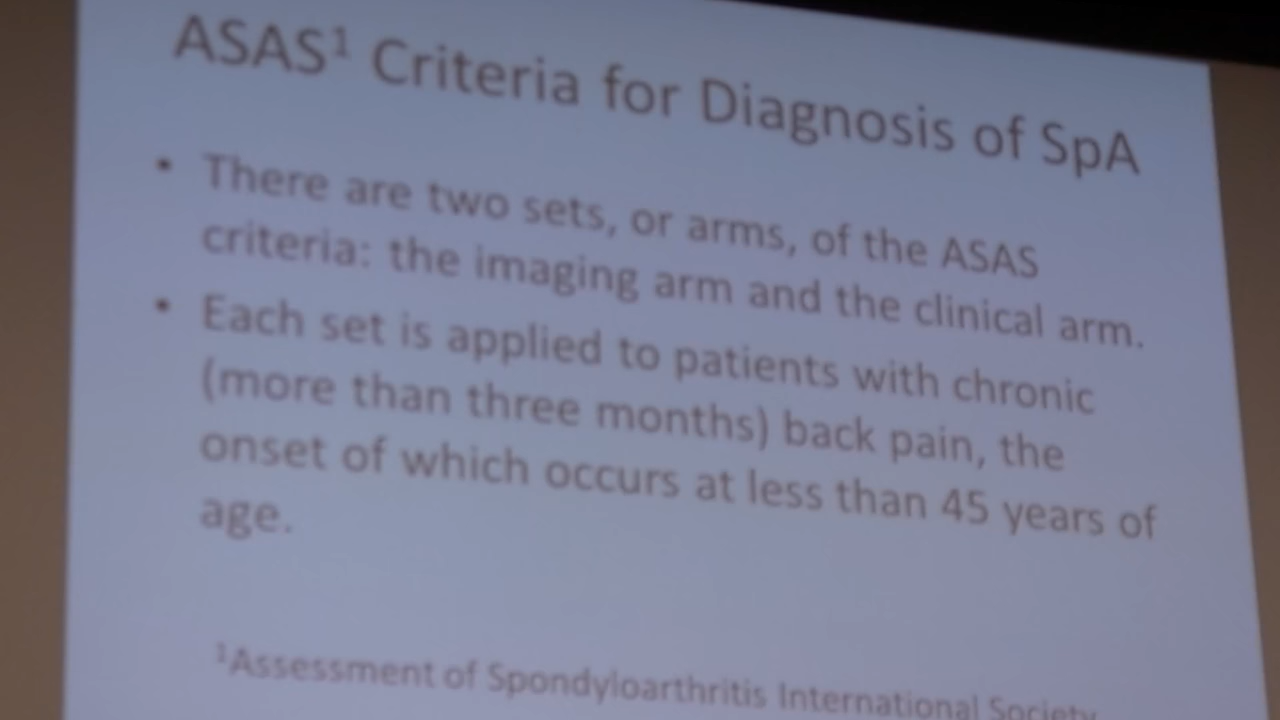 ASAS¹ Criteria for Diagnosis of SpA
• There are two sets, or arms, of the ASAS
criteria: the imaging arm and the clinical arm.
• Each set is applied to patients with chronic
(more than three months) back pain, the
onset of which occurs at less than 45 years of
age.
¹Assessment of Spondyloarthritis International Society